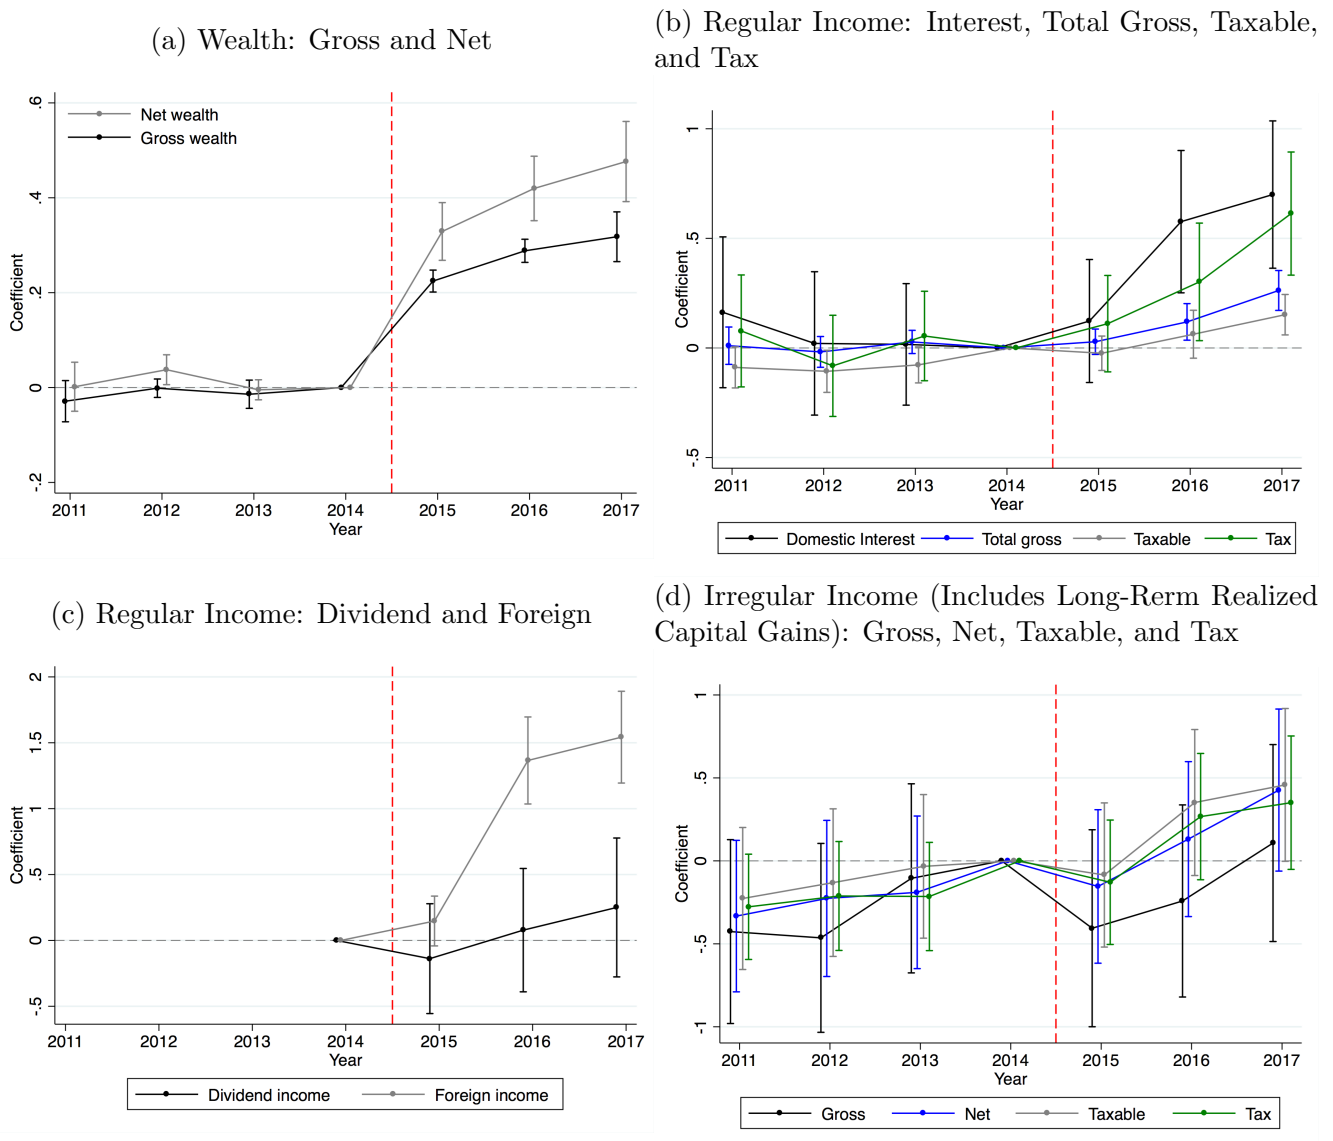 (a) Wealth: Gross and Net
.6
.4
.2
0
-.2
Coefficient
Net wealth
Gross wealth
2011 2012 2013 2014 2015 2016 2017
Year
(b) Regular Income: Interest, Total Gross, Taxable,
and Tax
1
.5
0
-.5
Coefficient
2011 2012 2013 2014 2015 2016 2017
Year
Domestic Interest Total gross Taxable Tax
(c) Regular Income: Dividend and Foreign
2
1.5
1
.5
0
-.5
Coefficient
2011 2012 2013 2014 2015 2016 2017
Year
Dividend income Foreign income
(d) Irregular Income (Includes Long-Rerm Realized
Capital Gains): Gross, Net, Taxable, and Tax
1
.5
0
-.5
-1
Coefficient
2011 2012 2013 2014 2015 2016 2017
Year
Gross Net Taxable Tax